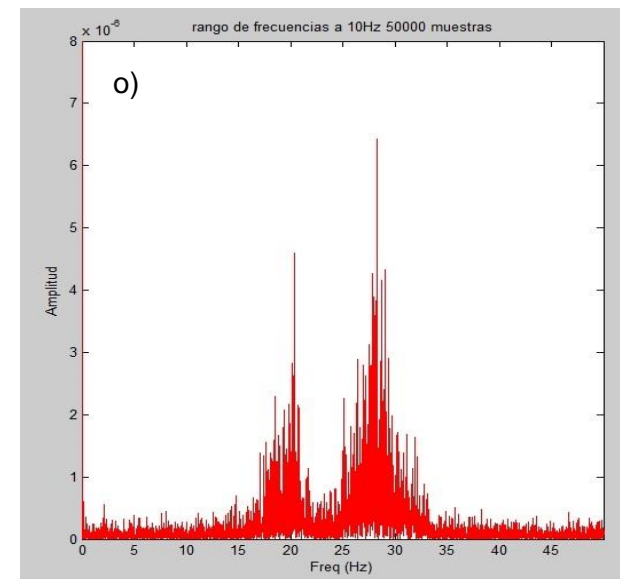 rango de frecuencias a 10Hz 50000 muestras
x 10^-6
o)
8
7
6
5
4
3
2
1
0
Amplitud
0 5 10 15 20 25 30 35 40 45
Freq (Hz)